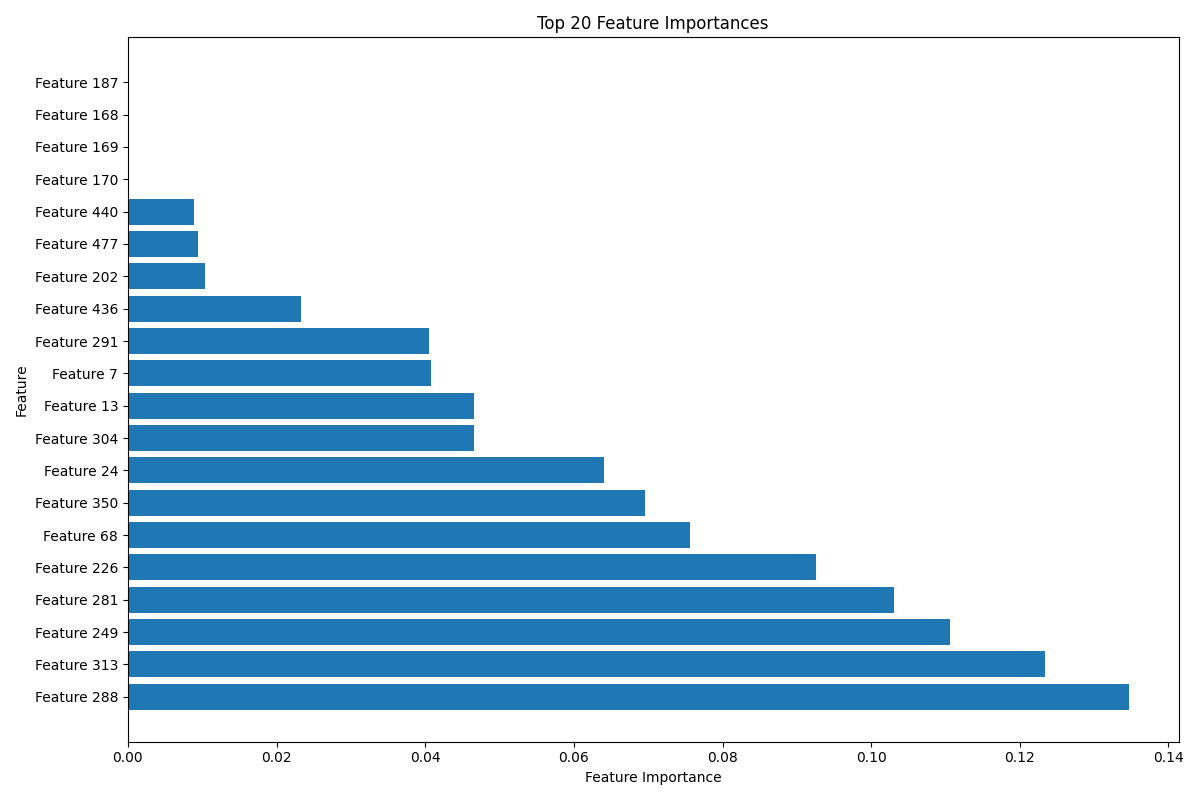 Top 20 Feature Importances
Feature
Feature 187
Feature 168
Feature 169
Feature 170
Feature 440
Feature 477
Feature 202
Feature 436
Feature 291
Feature 7
Feature 13
Feature 304
Feature 24
Feature 350
Feature 68
Feature 226
Feature 281
Feature 249
Feature 313
Feature 288
0.00 0.02 0.04 0.06 0.08 0.10 0.12 0.14
Feature Importance